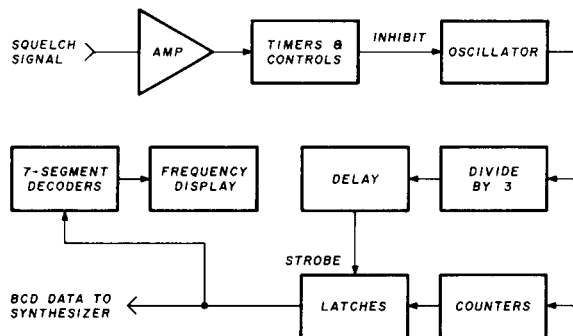 SQUELCH
SIGNAL
AMP
TIMERS &
CONTROLS
INHIBIT
OSCILLATOR
7-SEGMENT
DECODERS
FREQUENCY
DISPLAY
DELAY
DIVIDE
BY 3
STROBE
BCD DATA TO
SYNTHESIZER
LATCHES
COUNTERS